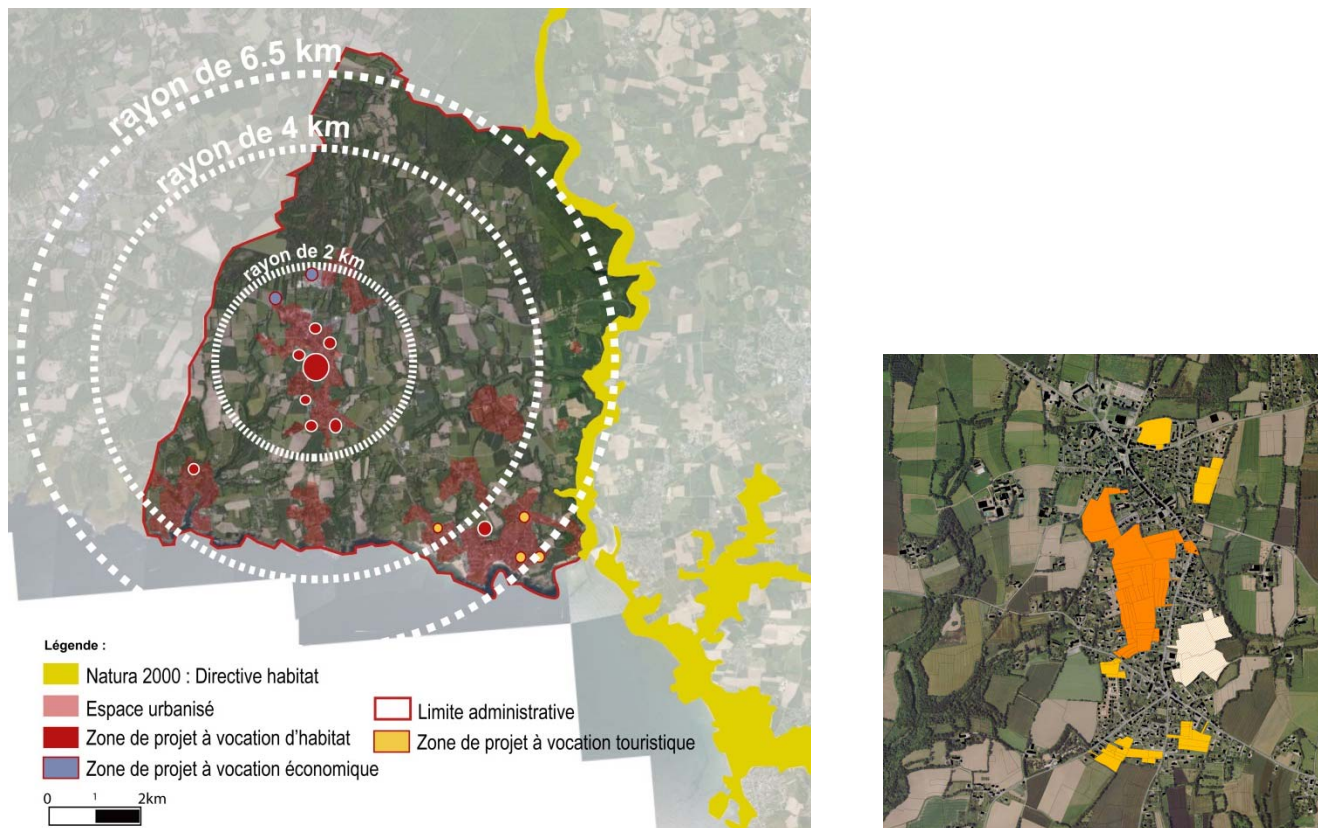 rayon de 6.5 km
rayon de 4 km
rayon de 2 km
Légende :
Natura 2000 : Directive habitat
Espace urbanisé
Limite administrative
Zone de projet à vocation d'habitat
Zone de projet à vocation touristique
Zone de projet à vocation économique
0 1 2km